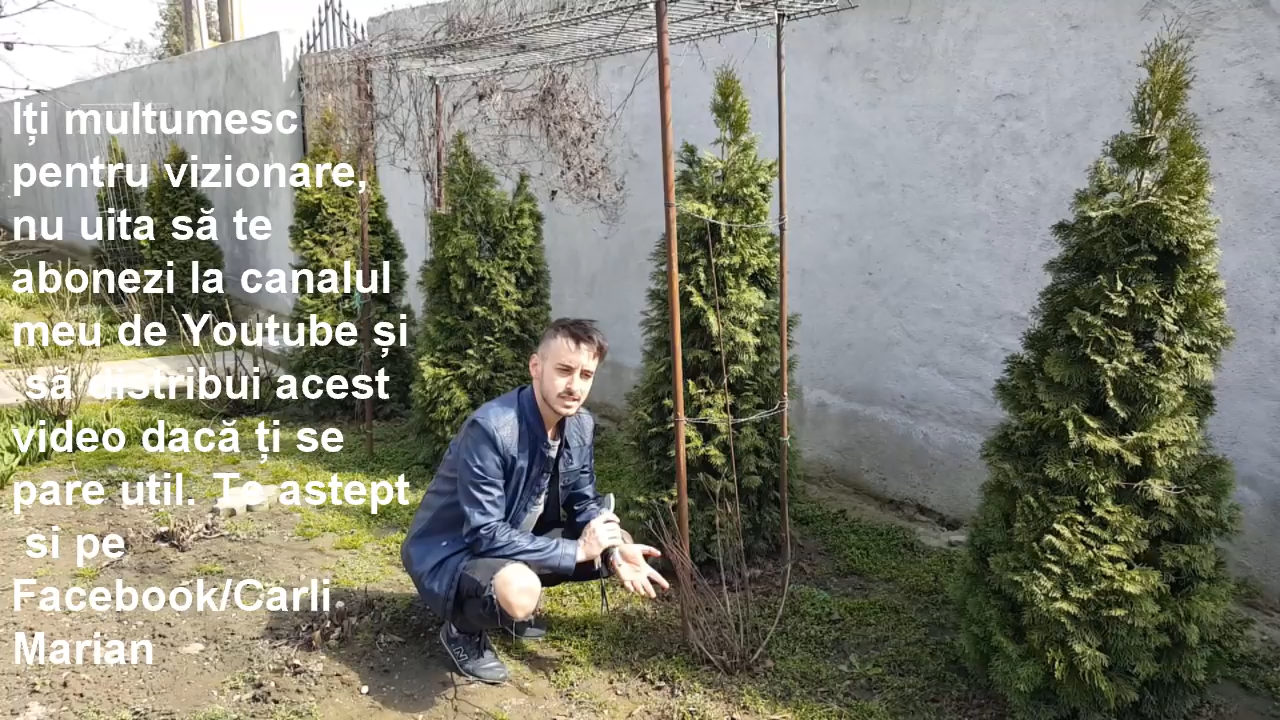 Iți multumesc
pentru vizionare,
nu uita să te
abonezi la canalul
meu de Youtube și
să distribui acest
video dacă ți se
pare util. Te astept
si pe
Facebook/Carli
Marian